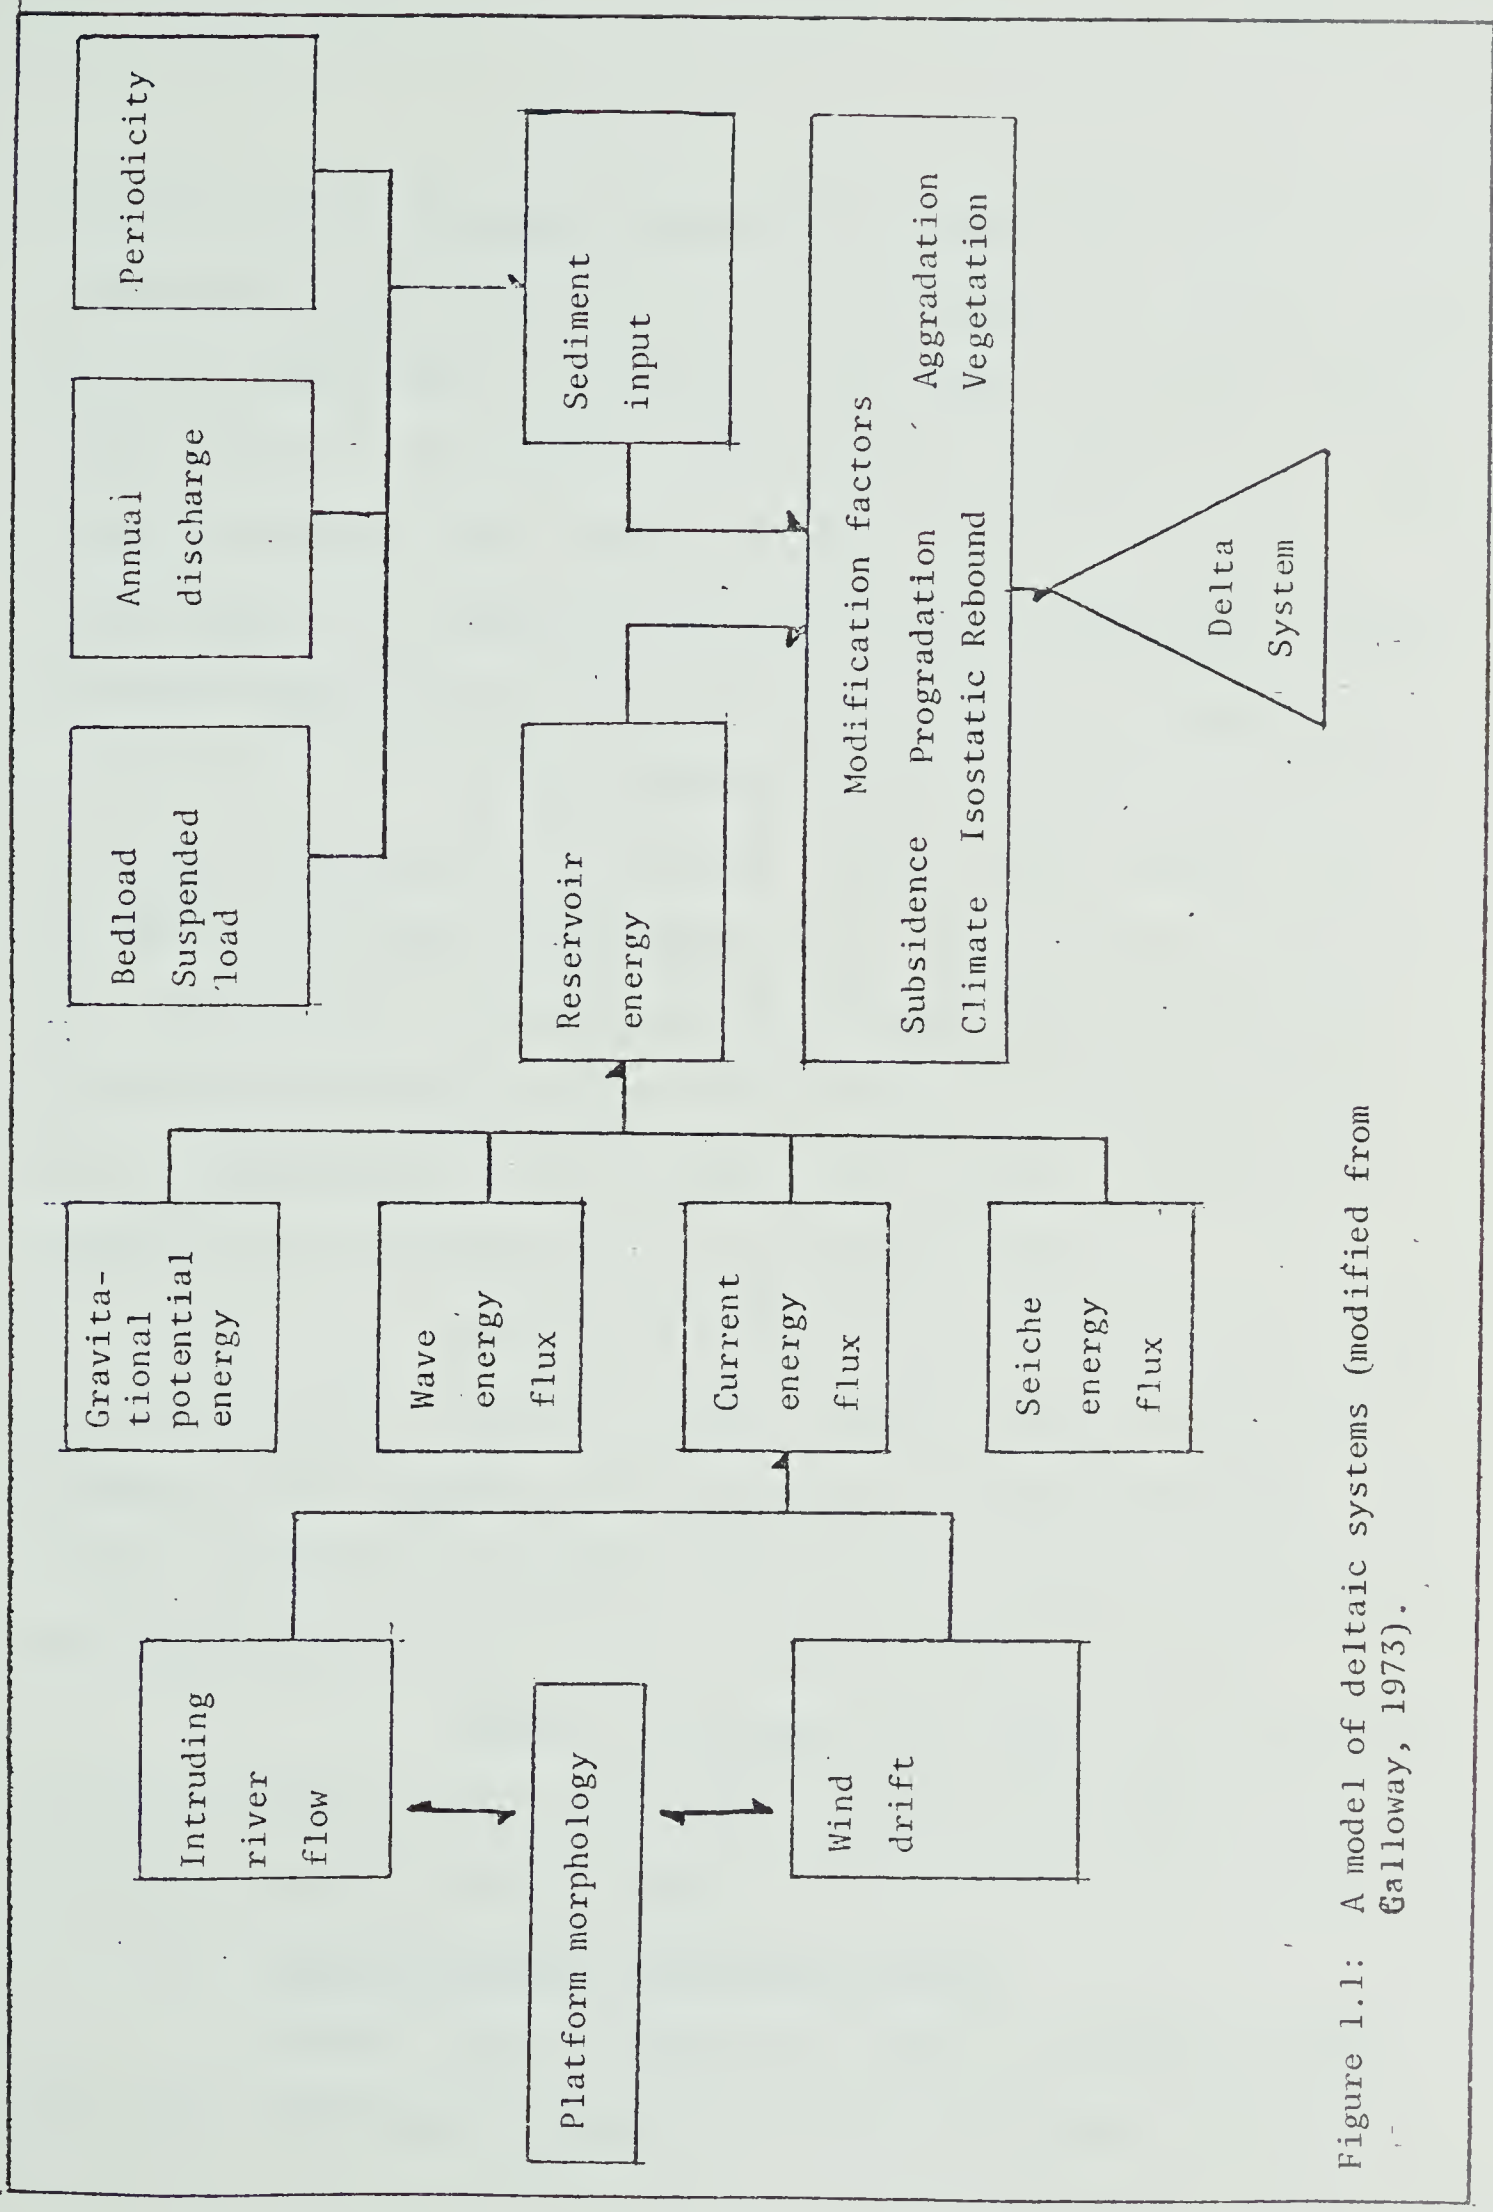 Intruding
river
flow
Platform morphology
Wind
drift
Gravita-
tional
potential
energy
Wave
energy
flux
Current
energy
flux
Seiche
energy
flux
Bedload
Suspended
load
Annual
discharge
Periodicity
Reservoir
energy
Sediment
input
Modification factors
Subsidence Progradation Aggradation
Climate Isostatic Rebound Vegetation
Delta
System
Figure 1.1: A model of deltaic systems (modified from
Galloway, 1973).